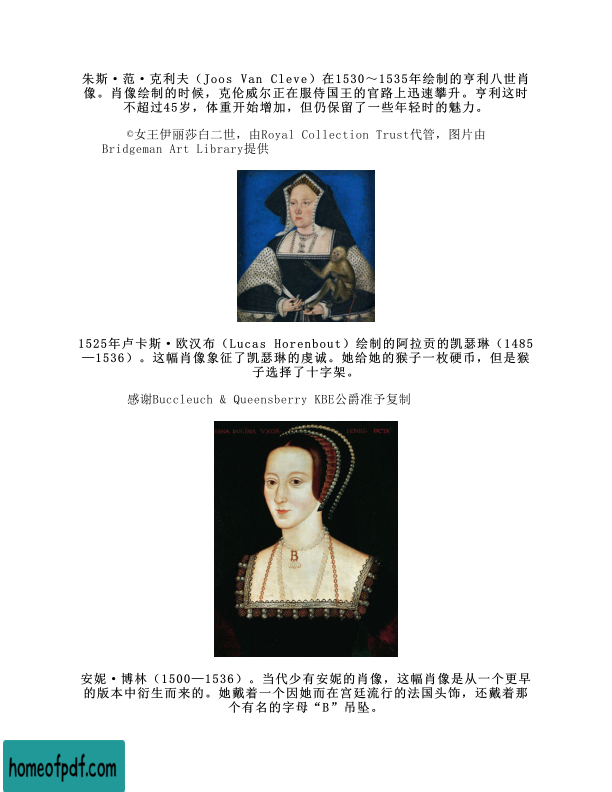 朱斯·范·克利夫（Joos Van Cleve）在1530～1535年绘制的亨利八世肖
像。肖像绘制的时候，克伦威尔正在服侍国王的官路上迅速攀升。亨利这时
不超过45岁，体重开始增加，但仍保留了一些年轻时的魅力。
©女王伊丽莎白二世，由Royal Collection Trust代管，图片由
Bridgeman Art Library提供
1525年卢卡斯·欧汉布（Lucas Horenbout）绘制的阿拉贡的凯瑟琳（1485
—1536）。这幅肖像象征了凯瑟琳的虔诚。她给她的猴子一枚硬币，但是猴
子选择了十字架。
感谢Buccleuch & Queensberry KBE公爵准予复制
B
安妮·博林（1500—1536）。当代少有安妮的肖像，这幅肖像是从一个更早
的版本中衍生而来的。她戴着一个因她而在宫廷流行的法国头饰，还戴着那
个有名的字母“B”吊坠。
homeofpdf.com